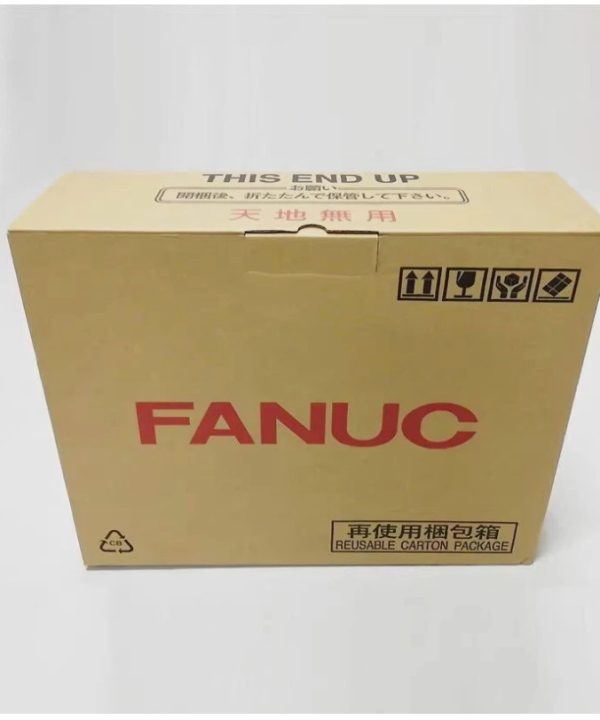 THIS END UP
お願い
開梱後、折たたんで保管して下さい。
天地無用
FANUC
再使用梱包箱
REUSABLE CARTON PACKAGE
CB